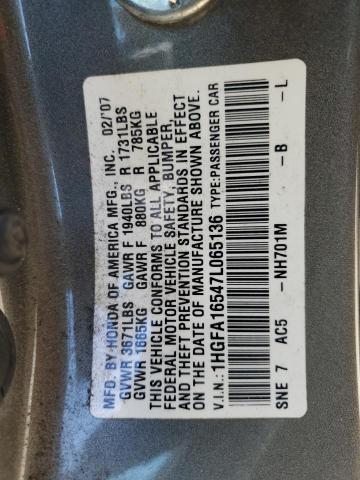 MFD. BY HONDA OF AMERICA MFG., INC. 02/'07
GVWR 3671LBS GAWR F 1940LDS R 1731LBS
GVWR 1665KG GAWR F 880KG R 785KG
THIS VEHICLE CONFORMS TO ALL APPLICABLE
FEDERAL MOTOR VEHICLE SAFETY, BUMPER,
AND THEFT PREVENTION STANDARDS IN EFFECT
ON THE DATE OF MANUFACTURE SHOWN ABOVE.
V.I.N.: 1HGFA16547L065136 TYPE:PASSENGER CAR
SNE 7 AC5 -NH701M -B -L